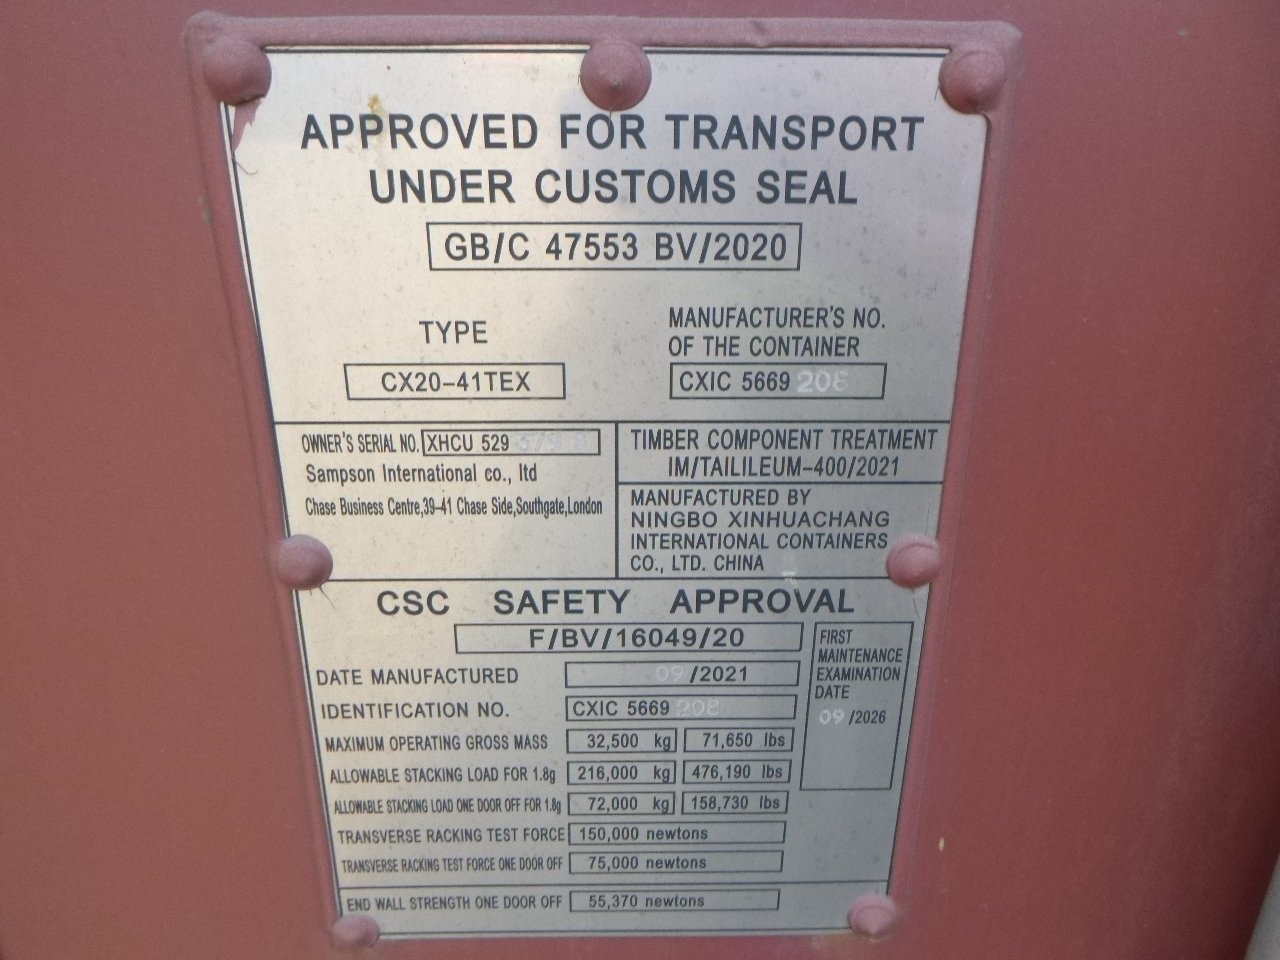 APPROVED FOR TRANSPORT
UNDER CUSTOMS SEAL
GB/C 47553 BV/2020
TYPE
CX20-41TEX
MANUFACTURER'S NO.
OF THE CONTAINER
CXIC 5669 208
OWNER'S SERIAL NO. XHCU 529
Sampson International co., ltd
Chase Business Centre,39-41 Chase Side,Southgate,London
TIMBER COMPONENT TREATMENT
IM/TAILILEUM-400/2021
MANUFACTURED BY
NINGBO XINHUACHANG
INTERNATIONAL CONTAINERS
CO., LTD. CHINA
CSC SAFETY APPROVAL
F/BV/16049/20
DATE MANUFACTURED 09/2021
IDENTIFICATION NO. CXIC 5669 208
MAXIMUM OPERATING GROSS MASS 32,500 kg 71,650 lbs
ALLOWABLE STACKING LOAD FOR 1.8g 216,000 kg 476,190 lbs
ALLOWABLE STACKING LOAD ONE DOOR OFF FOR 1.8g 72,000 kg 158,730 lbs
TRANSVERSE RACKING TEST FORCE 150,000 newtons
TRANSVERSE RACKING TEST FORCE ONE DOOR OFF 75,000 newtons
END WALL STRENGTH ONE DOOR OFF 55,370 newtons
FIRST
MAINTENANCE
EXAMINATION
DATE
09/2026